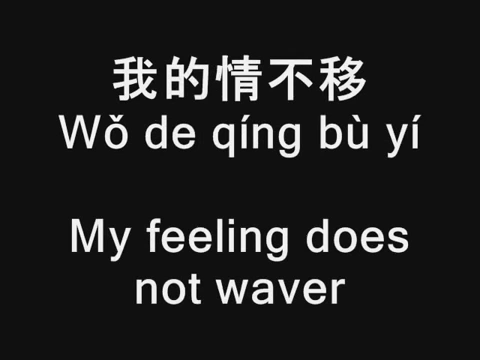 我的情不移
Wǒ de qíng bù yí
My feeling does
not waver